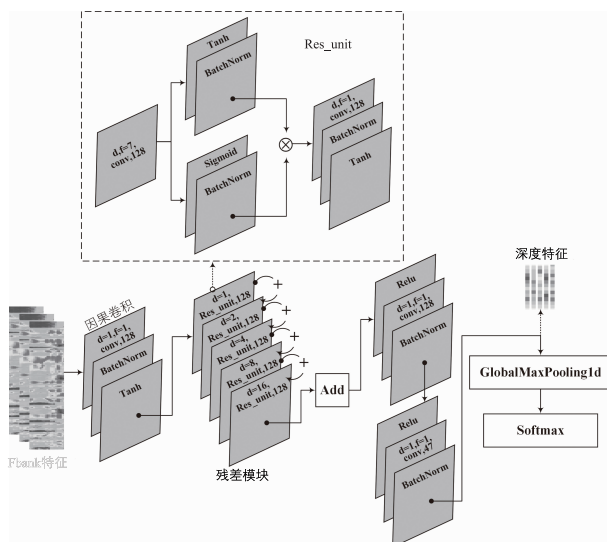 Res_unit
Tanh
BatchNorm
d,f=7,
conv,128
Sigmoid
BatchNorm
d,f=1,
conv,128
BatchNorm
Tanh
深度特征
因果卷积
d=1,f=1,
conv,128
BatchNorm
Tanh
Fbank特征
d=1,
Res_unit,128
d=2,
Res_unit,128
d=4,
Res_unit,128
d=8,
Res_unit,128
d=16,
Res_unit,128
+
+
+
+
残差模块
Add
Relu
d=1,f=1,
conv,128
BatchNorm
Relu
d=1,f=1,
conv,47
BatchNorm
GlobalMaxPooling1d
Softmax